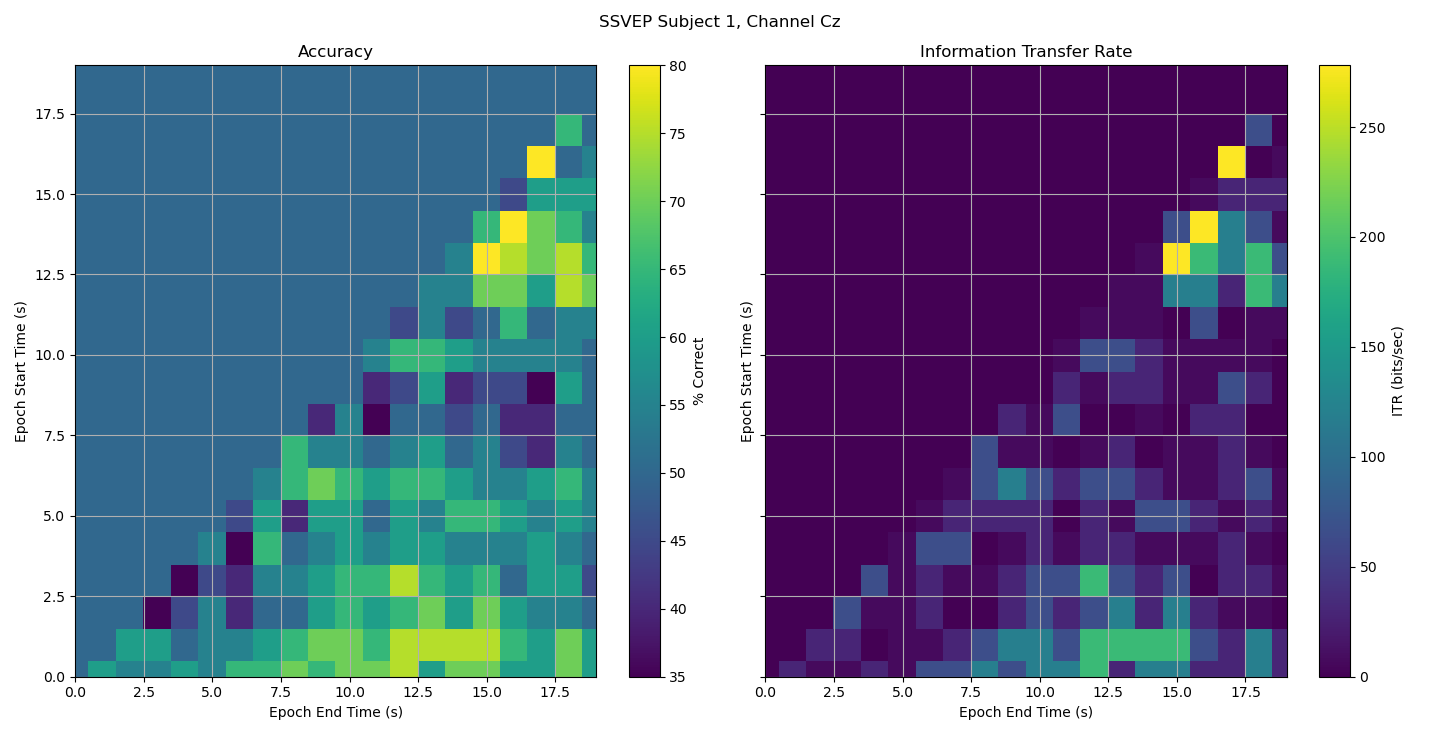 SSVEP Subject 1, Channel Cz
Accuracy
Information Transfer Rate
Epoch Start Time (s)
17.5
15.0
12.5
10.0
7.5
5.0
2.5
0.0
0.0 2.5 5.0 7.5 10.0 12.5 15.0 17.5
Epoch End Time (s)
80
75
70
65
60
55
50
45
40
35
% Correct
Epoch Start Time (s)
0.0 2.5 5.0 7.5 10.0 12.5 15.0 17.5
Epoch End Time (s)
250
200
150
100
50
0
ITR (bits/sec)